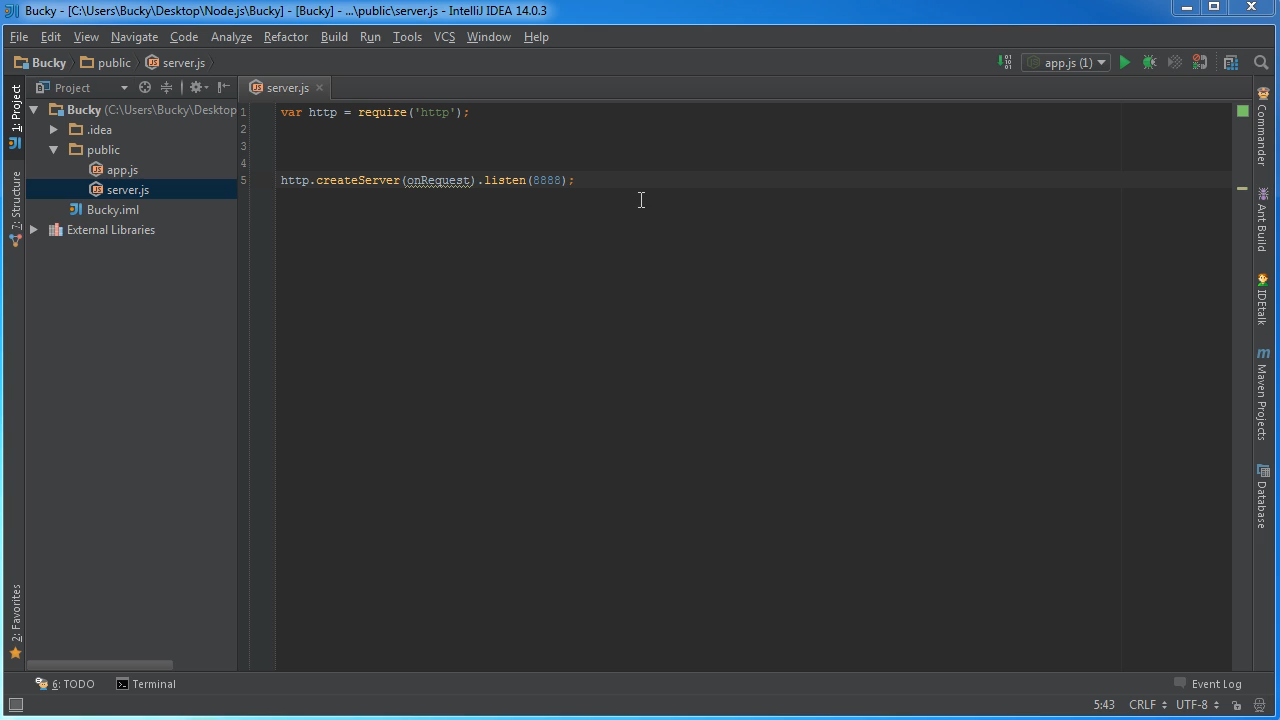 Bucky - [C:\Users\Bucky\Desktop\Node.js\Bucky] - [Bucky] - ...\public\server.js - IntelliJ IDEA 14.0.3
File Edit View Navigate Code Analyze Refactor Build Run Tools VCS Window Help
Bucky public server.js
app.js (1)
1: Project
7: Structure
2: Favorites
Project
Bucky (C:\Users\Bucky\Desktop
.idea
public
app.js
server.js
Bucky.iml
External Libraries
server.js
1 var http = require('http');
2
3
4
5 http.createServer(onRequest).listen(8888);
Commander
Ant Build
IDEtalk
m Maven Projects
Database
6: TODO Terminal
Event Log
5:43 CRLF UTF-8